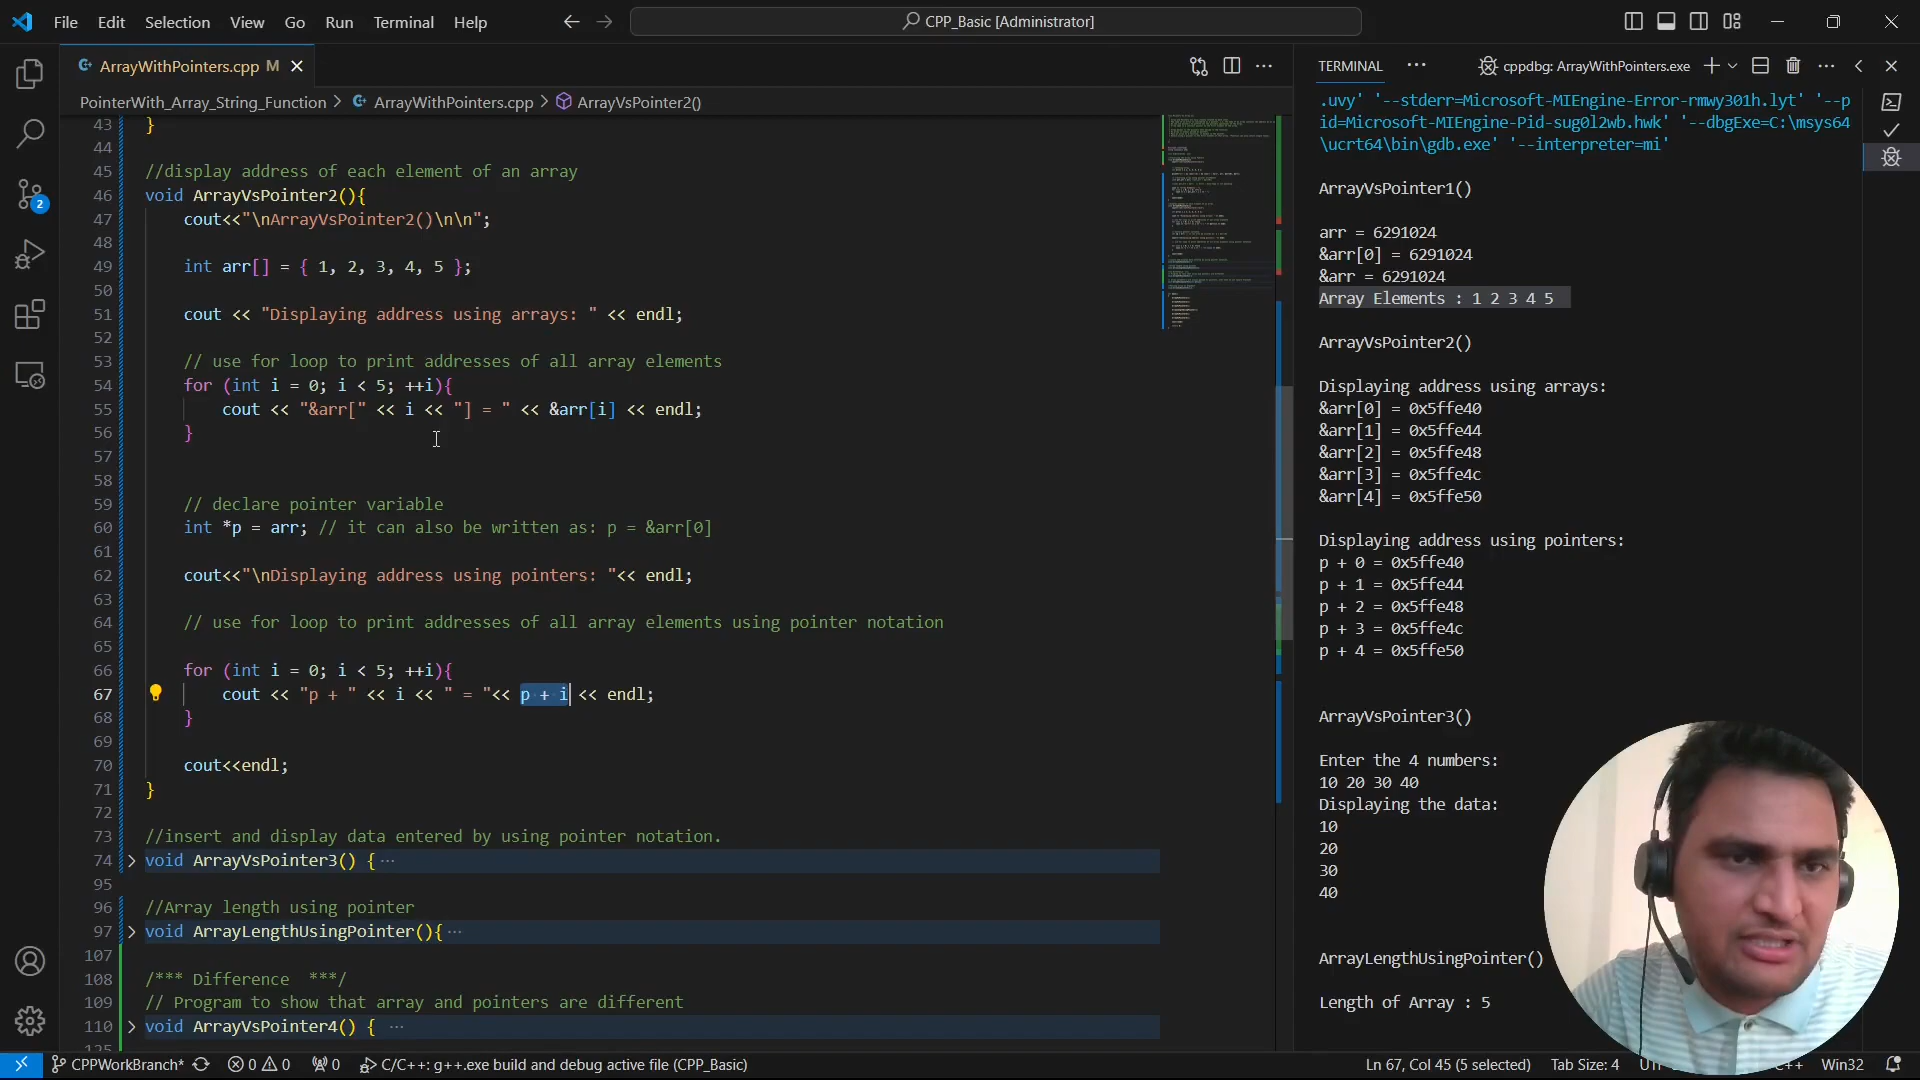 File Edit Selection View Go Run Terminal Help
CPP_Basic [Administrator]
ArrayWithPointers.cpp M
TERMINAL
cppdbg: ArrayWithPointers.exe
PointerWith_Array_String_Function > ArrayWithPointers.cpp > ArrayVsPointer2()
43 }
44
45 //display address of each element of an array
46 void ArrayVsPointer2(){
47 cout<<"\nArrayVsPointer2()\n\n";
48
49 int arr[] = { 1, 2, 3, 4, 5 };
50
51 cout << "Displaying address using arrays: " << endl;
52
53 // use for loop to print addresses of all array elements
54 for (int i = 0; i < 5; ++i){
55 cout << "&arr[" << i << "] = " << &arr[i] << endl;
56 }
57
58
59 // declare pointer variable
60 int *p = arr; // it can also be written as: p = &arr[0]
61
62 cout<<"\nDisplaying address using pointers: "<< endl;
63
64 // use for loop to print addresses of all array elements using pointer notation
65
66 for (int i = 0; i < 5; ++i){
67 cout << "p + " << i << " = "<< p + i << endl;
68 }
69
70 cout<<endl;
71 }
72
73 //insert and display data entered by using pointer notation.
74 void ArrayVsPointer3() { ...
95
96 //Array length using pointer
97 void ArrayLengthUsingPointer(){ ...
107
108 /*** Difference ***/
109 // Program to show that array and pointers are different
110 void ArrayVsPointer4() { ...
125
.uvy' '--stderr=Microsoft-MIEngine-Error-rmwy301h.lyt' '--p
id=Microsoft-MIEngine-Pid-sug0l2wb.hwk' '--dbgExe=C:\msys64
\ucrt64\bin\gdb.exe' '--interpreter=mi'
ArrayVsPointer1()
arr = 6291024
&arr[0] = 6291024
&arr = 6291024
Array Elements : 1 2 3 4 5
ArrayVsPointer2()
Displaying address using arrays:
&arr[0] = 0x5ffe40
&arr[1] = 0x5ffe44
&arr[2] = 0x5ffe48
&arr[3] = 0x5ffe4c
&arr[4] = 0x5ffe50
Displaying address using pointers:
p + 0 = 0x5ffe40
p + 1 = 0x5ffe44
p + 2 = 0x5ffe48
p + 3 = 0x5ffe4c
p + 4 = 0x5ffe50
ArrayVsPointer3()
Enter the 4 numbers:
10 20 30 40
Displaying the data:
10
20
30
40
ArrayLengthUsingPointer()
Length of Array : 5
2
CPPWorkBranch* 0 0 0 C/C++: g++.exe build and debug active file (CPP_Basic) Ln 67, Col 45 (5 selected) Tab Size: 4 Win32